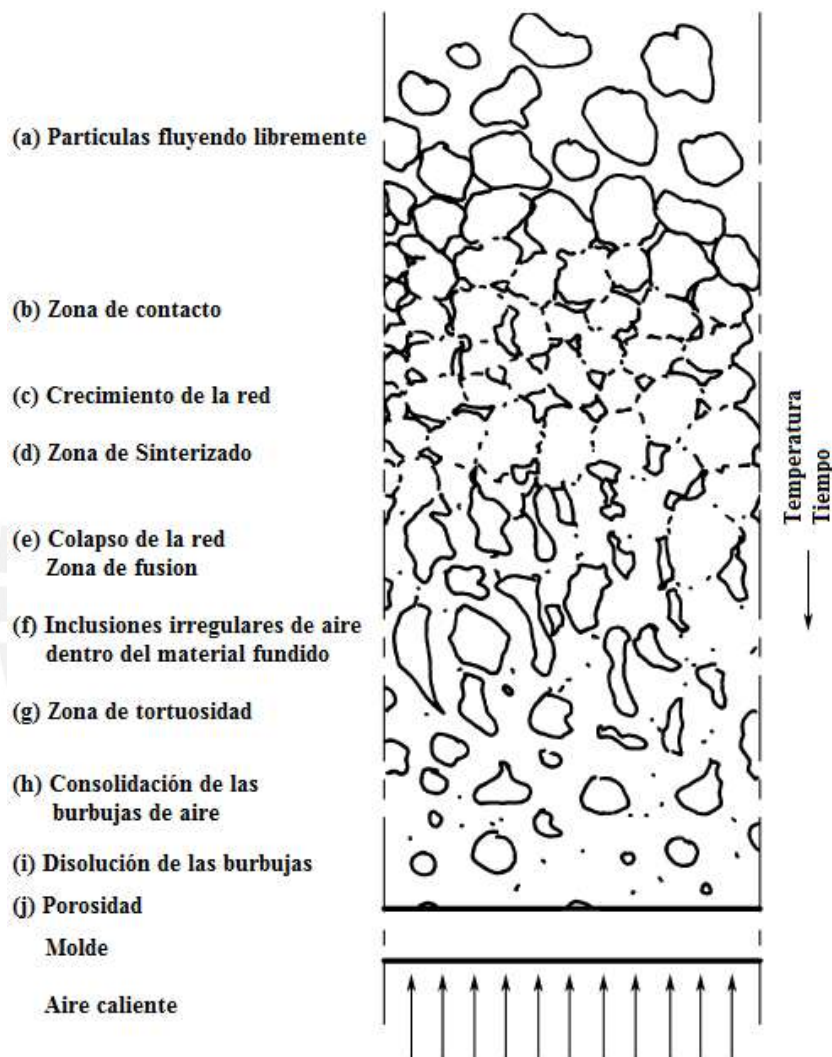 (a) Particulas fluyendo libremente
(b) Zona de contacto
(c) Crecimiento de la red
(d) Zona de Sinterizado
(e) Colapso de la red
Zona de fusion
(f) Inclusiones irregulares de aire
dentro del material fundido
(g) Zona de tortuosidad
(h) Consolidación de las
burbujas de aire
(i) Disolución de las burbujas
(j) Porosidad
Molde
Aire caliente
Temperatura
Tiempo